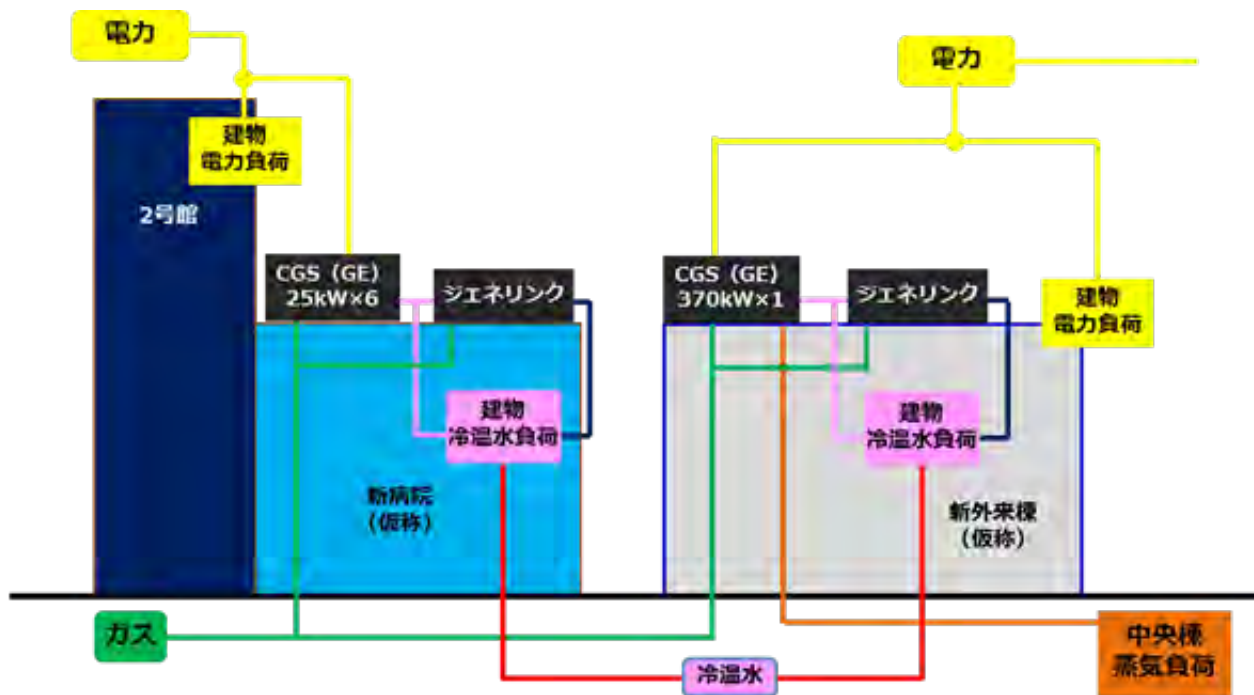 電力
建物
電力負荷
2号館
CGS（GE）
25kW×6
ジェネリンク
建物
冷温水負荷
新病院
（仮称）
電力
CGS（GE）
370kW×1
ジェネリンク
建物
電力負荷
建物
冷温水負荷
新外来棟
（仮称）
ガス
冷温水
中央棟
蒸気負荷